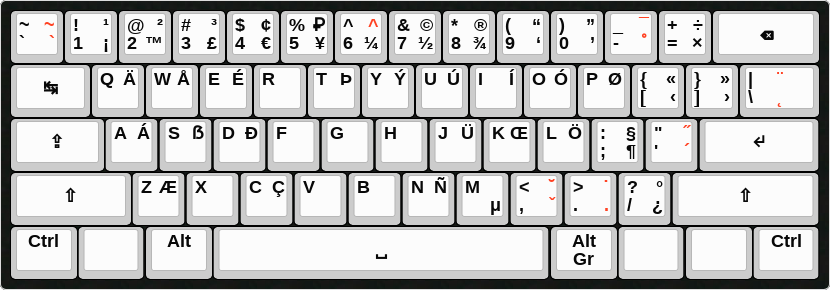 ~ ~ ! ¹ @ ² # ³ $ ¢ % ₽ ^ ^ & © * ® ( “ ) ” _ ¯ + ÷ ⌫
` ` 1 ¡ 2 ™ 3 £ 4 € 5 ¥ 6 ¼ 7 ½ 8 ¾ 9 ‘ 0 ’ - ° = ×
↹ Q Ä W Å E É R T Þ Y Ý U Ú I Í O Ó P Ø { « } » | ¨
[ ‹ ] › \ ˛
⇪ A Á S ẞ D Ð F G H J Ü K Œ L Ö : § " ˝ ↵
; ¶ ' ´
⇧ Z Æ X C Ç V B N Ñ M < ˘ > ˙ ? ° ⇧
µ , ˇ . . / ¿
Ctrl Alt ⎵ Alt Ctrl
Gr